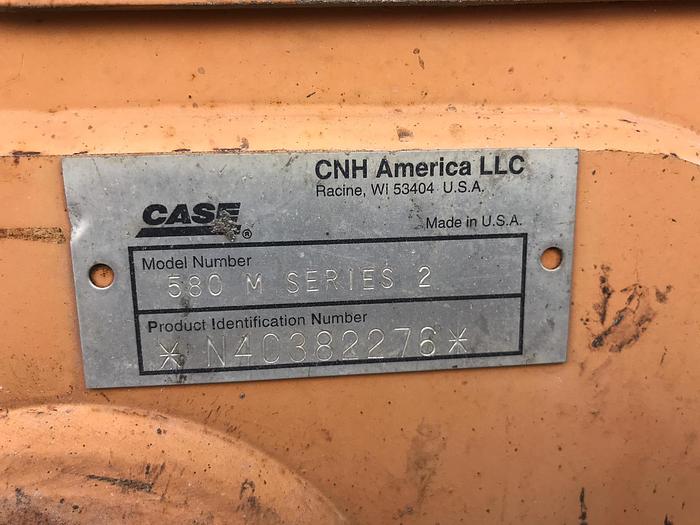 CNH America LLC
Racine, WI 53404 U.S.A.
CASE®
Made in U.S.A.
Model Number
580 M SERIES 2
Product Identification Number
*N4C382276*